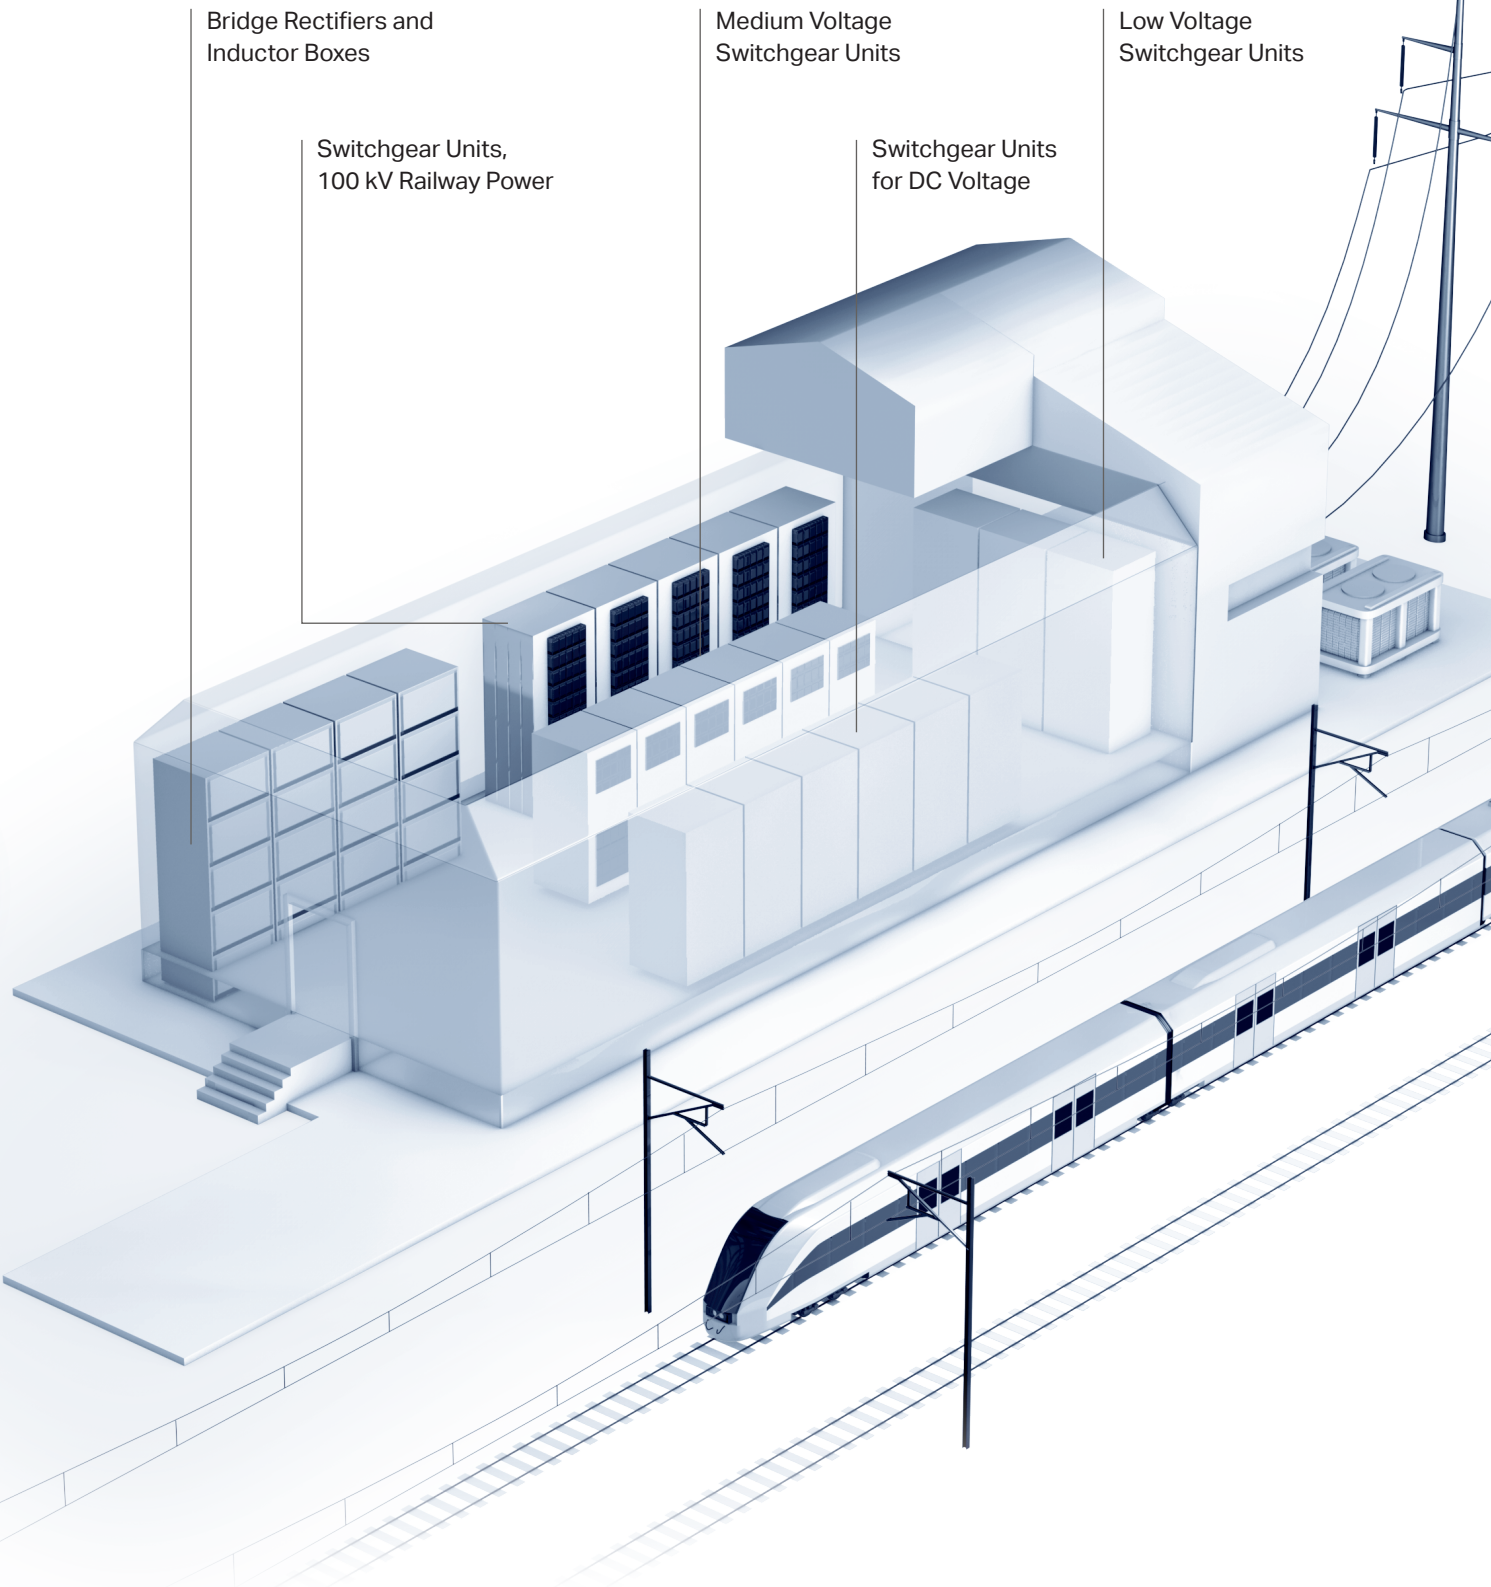 Bridge Rectifiers and
Inductor Boxes
Medium Voltage
Switchgear Units
Low Voltage
Switchgear Units
Switchgear Units,
100 kV Railway Power
Switchgear Units
for DC Voltage